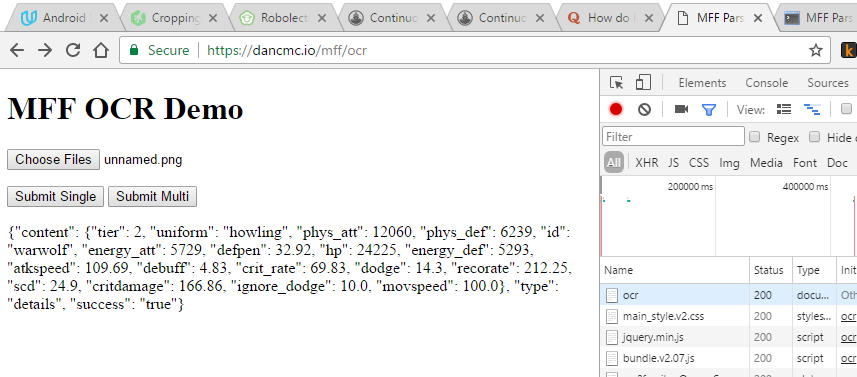 Android
Cropping
Robolect
Continuc
Continuc
How do
MFF Pars
MFF Pars
Secure
https://dancmc.io/mff/ocr
k
MFF OCR Demo
Choose Files unnamed.png
Submit Single Submit Multi
{"content": {"tier": 2, "uniform": "howling", "phys_att": 12060, "phys_def": 6239, "id":
"warwolf", "energy_att": 5729, "defpen": 32.92, "hp": 24225, "energy_def": 5293,
"atkspeed": 109.69, "debuff": 4.83, "crit_rate": 69.83, "dodge": 14.3, "recorate": 212.25,
"scd": 24.9, "critdamage": 166.86, "ignore_dodge": 10.0, "movspeed": 100.0}, "type":
"details", "success": "true"}
Elements Console Sources
View:
Filter Regex Hide
All XHR JS CSS Img Media Font Doc
200000 ms 400000 ms
Name Status Type Init
ocr 200 docu... Oth
main_style.v2.css 200 styles... ocr
jquery.min.js 200 script ocr
bundle.v2.07.js 200 script ocr